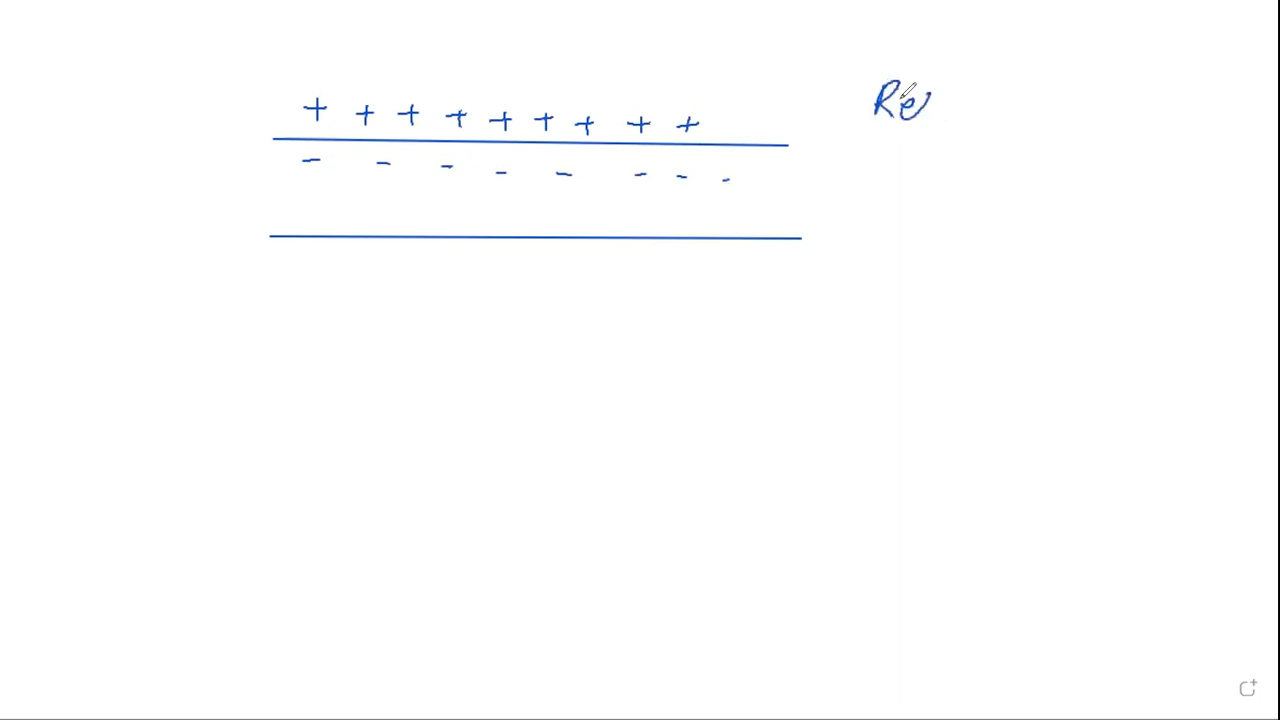 + + + + + + + + +
Re
- - - - - - - -